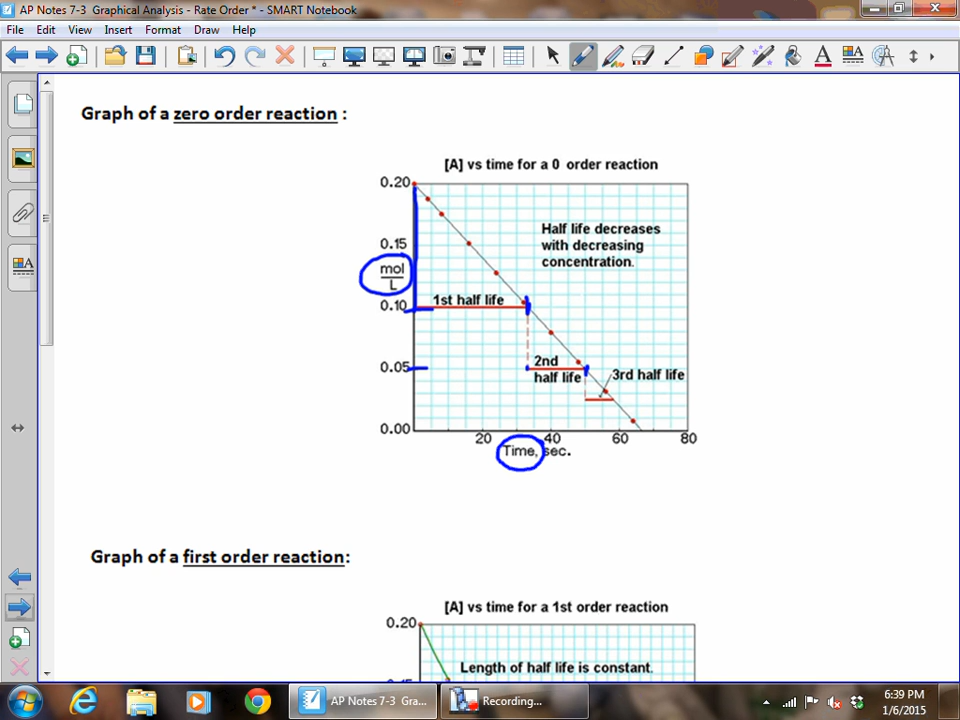 AP Notes 7-3 Graphical Analysis - Rate Order * - SMART Notebook
File Edit View Insert Format Draw Help
Graph of a zero order reaction :
[A] vs time for a 0 order reaction
0.20
Half life decreases
with decreasing
concentration.
0.15
mol
L
0.10
1st half life
2nd
half life
0.05
3rd half life
0.00
20 40 60 80
Time, sec.
Graph of a first order reaction:
[A] vs time for a 1st order reaction
0.20
Length of half life is constant.
AP Notes 7-3 Gra...
Recording...
6:39 PM
1/6/2015